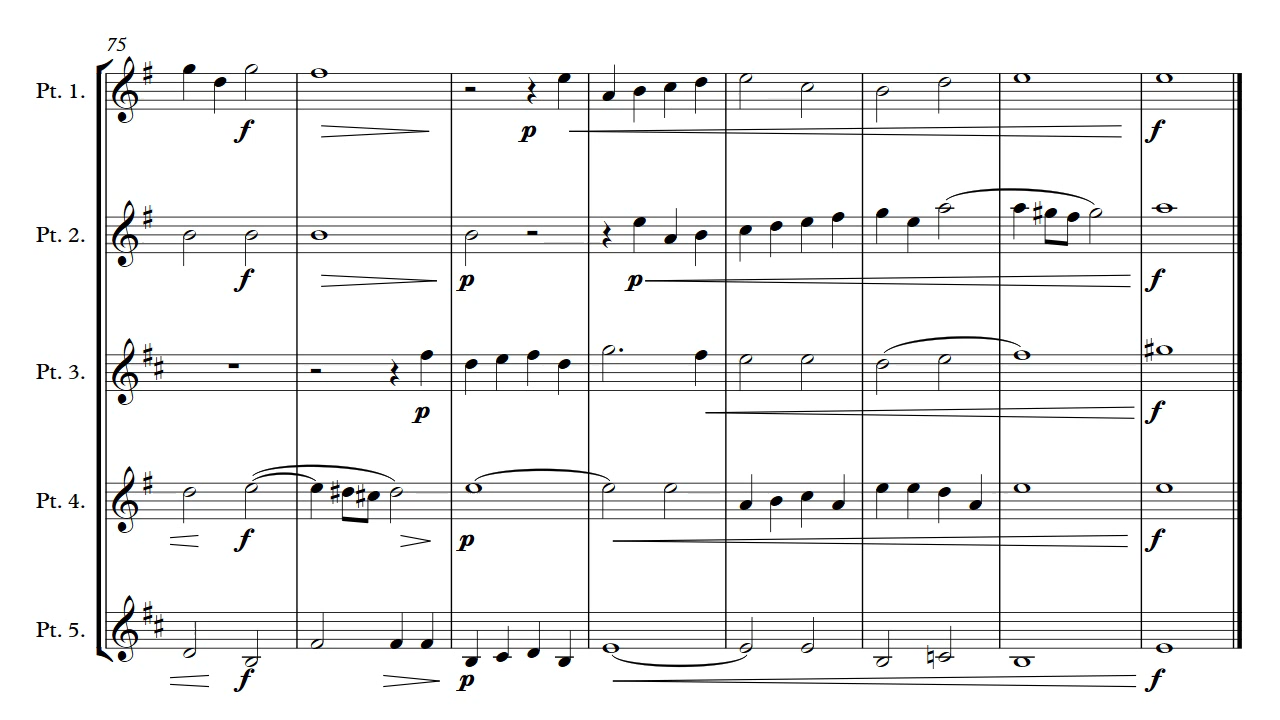 75
Pt. 1.
f p f
Pt. 2.
f p p f
Pt. 3.
p f
Pt. 4.
f p f
Pt. 5.
f p f